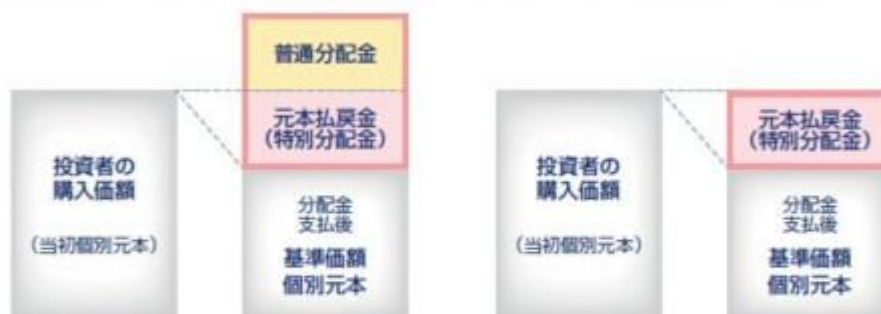 普通分配金
元本払戻金
(特別分配金)
投資者の
購入価額
(当初個別元本)
分配金
支払後
基準価額
個別元本
元本払戻金
(特別分配金)
投資者の
購入価額
(当初個別元本)
分配金
支払後
基準価額
個別元本